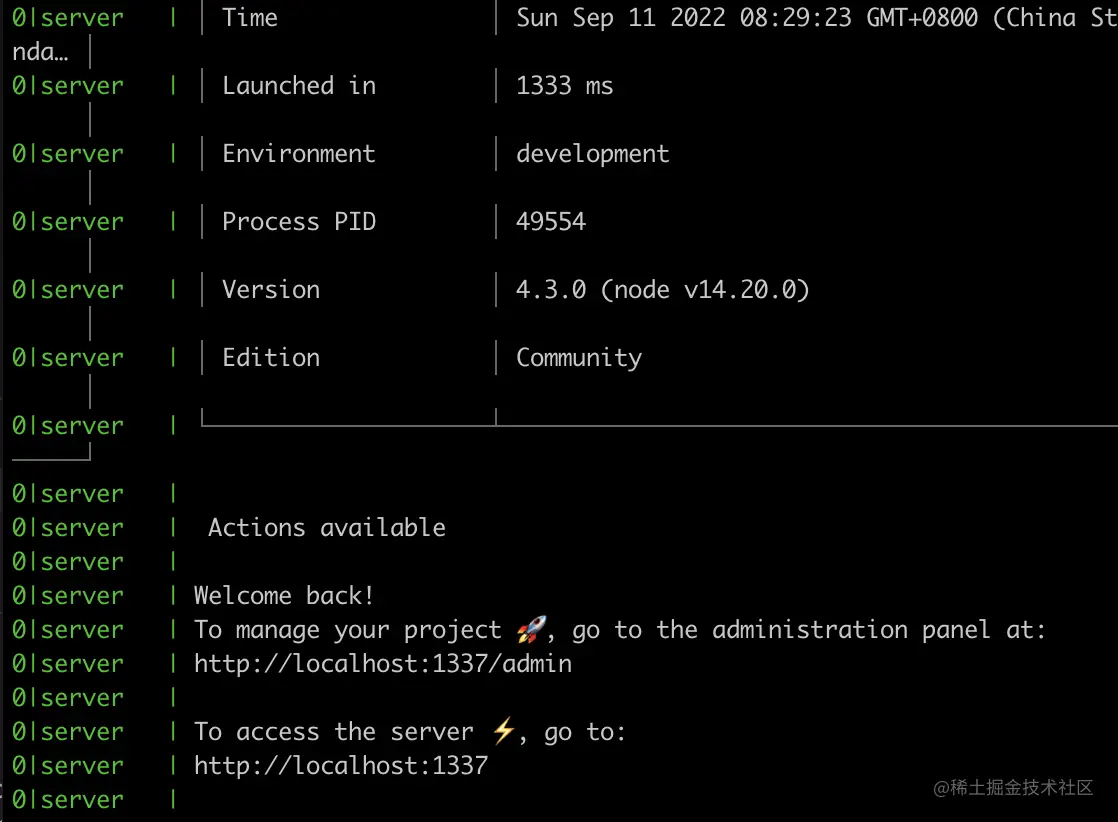 0|server   | │ Time               │ Sun Sep 11 2022 08:29:23 GMT+0800 (China St
nda… │
0|server   | │ Launched in        │ 1333 ms
│
0|server   | │ Environment        │ development
│
0|server   | │ Process PID        │ 49554
│
0|server   | │ Version            │ 4.3.0 (node v14.20.0)
│
0|server   | │ Edition            │ Community
│
0|server   | └────────────────────┴────────────────────────────────────────────
─────┘
0|server   |
0|server   |  Actions available
0|server   |
0|server   | Welcome back!
0|server   | To manage your project 🚀, go to the administration panel at:
0|server   | http://localhost:1337/admin
0|server   |
0|server   | To access the server ⚡, go to:
0|server   | http://localhost:1337
0|server   |
@稀土掘金技术社区